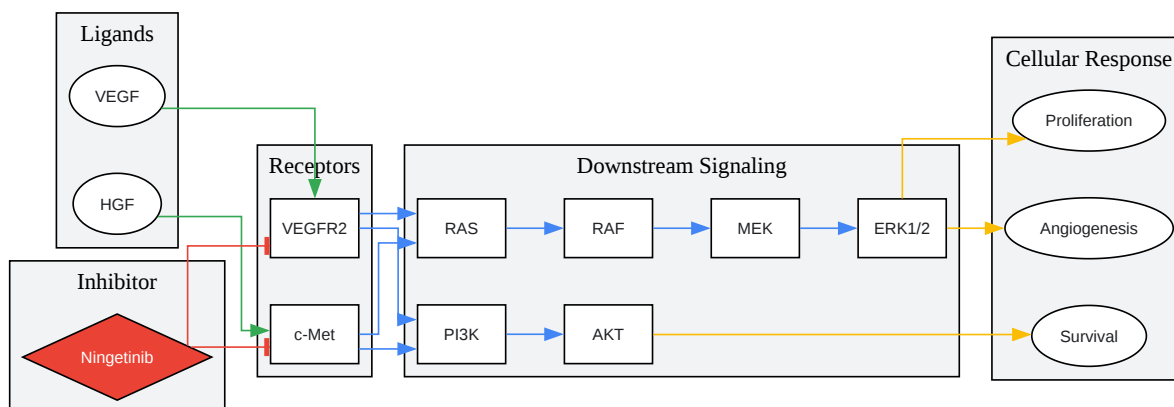 Ligands
VEGF
HGF
Inhibitor
Ningetinib
Receptors
VEGFR2
c-Met
Downstream Signaling
RAS
RAF
MEK
ERK1/2
PI3K
AKT
Cellular Response
Proliferation
Angiogenesis
Survival